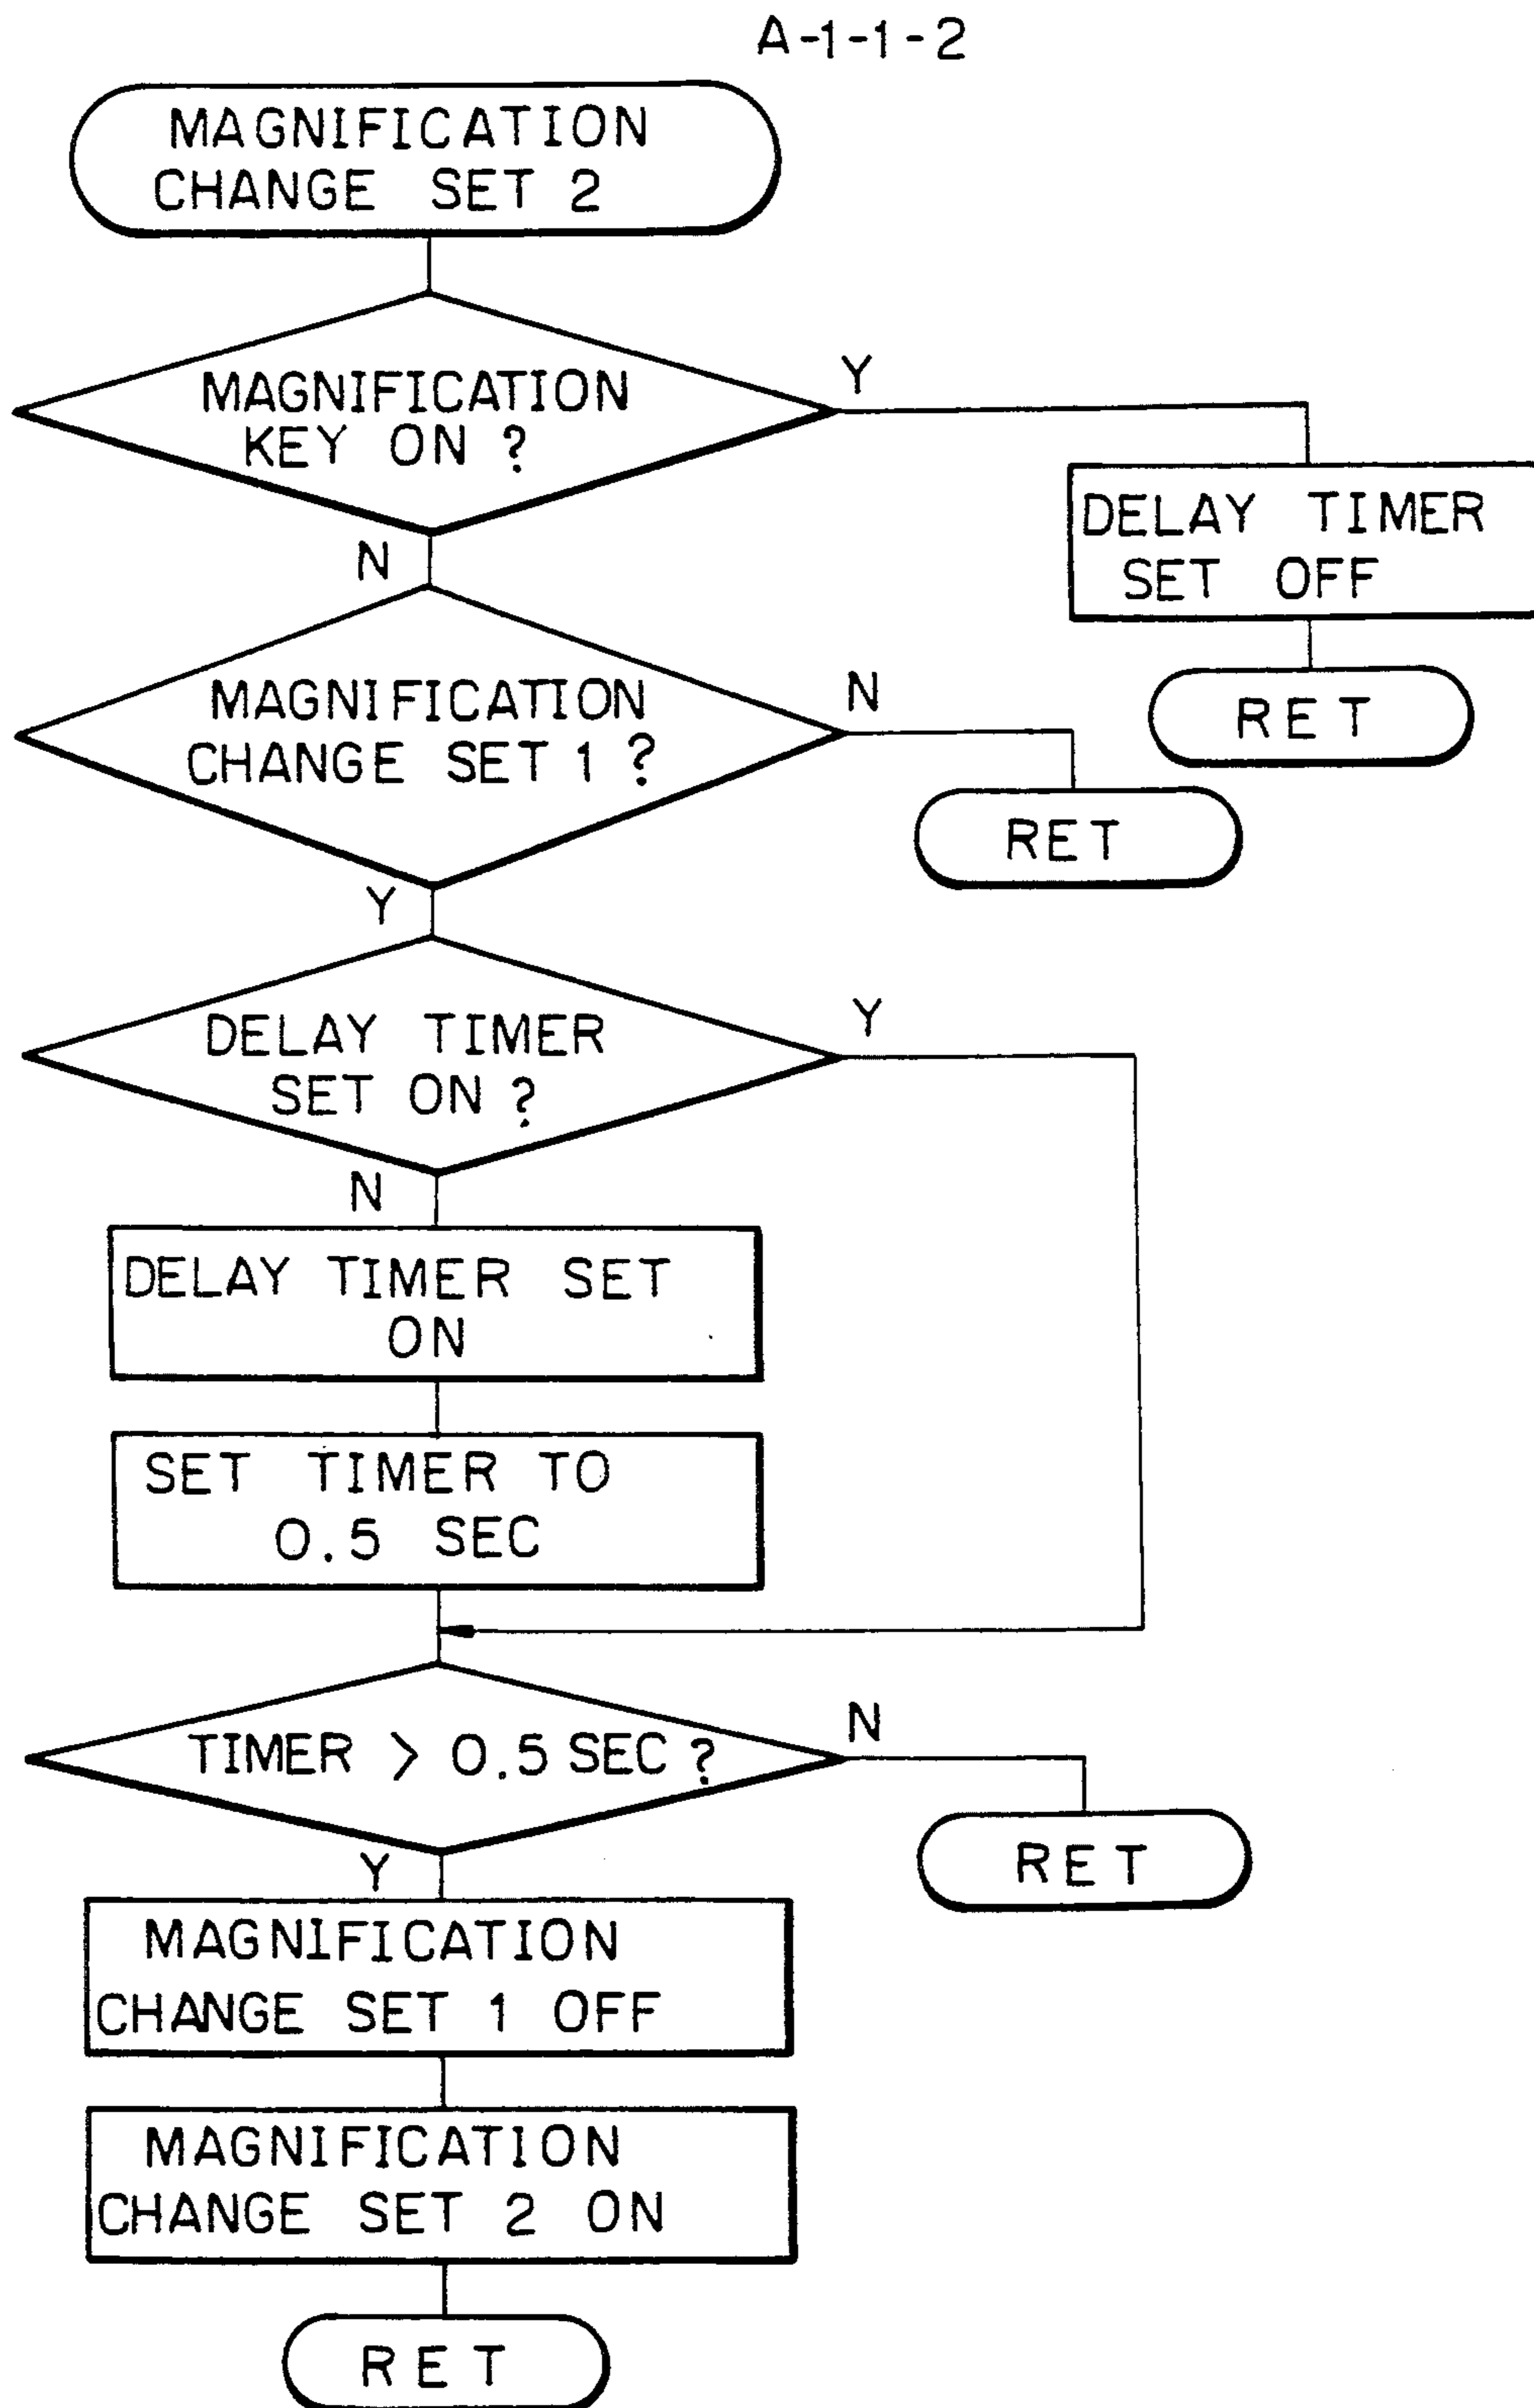 A-1-1-2
MAGNIFICATION
CHANGE SET 2
MAGNIFICATION
KEY ON ?
Y
DELAY TIMER
SET OFF
RET
N
MAGNIFICATION
CHANGE SET 1 ?
N
RET
Y
DELAY TIMER
SET ON ?
Y
N
DELAY TIMER SET
ON
SET TIMER TO
0.5 SEC
TIMER > 0.5 SEC ?
N
RET
Y
MAGNIFICATION
CHANGE SET 1 OFF
MAGNIFICATION
CHANGE SET 2 ON
RET